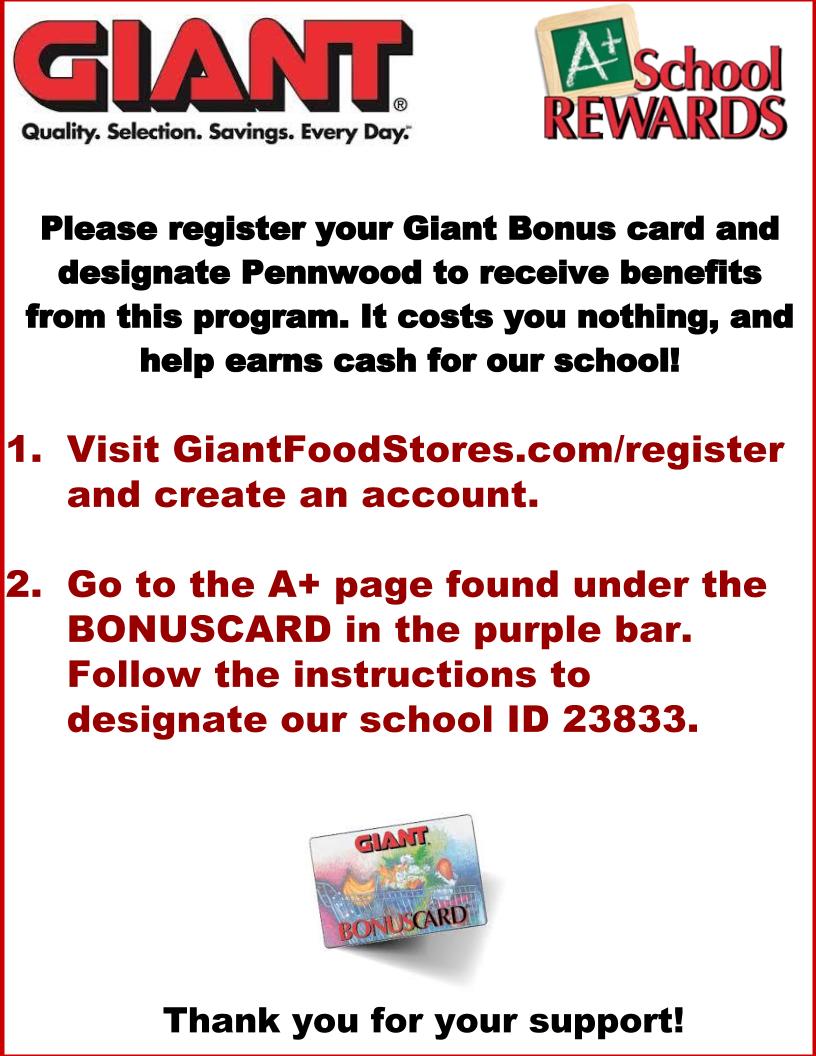 GIANT®
Quality. Selection. Savings. Every Day.
A+ School
REWARDS
Please register your Giant Bonus card and
designate Pennwood to receive benefits
from this program. It costs you nothing, and
help earns cash for our school!
1. Visit GiantFoodStores.com/register
and create an account.
2. Go to the A+ page found under the
BONUSCARD in the purple bar.
Follow the instructions to
designate our school ID 23833.
GIANT
BONUSCARD
Thank you for your support!